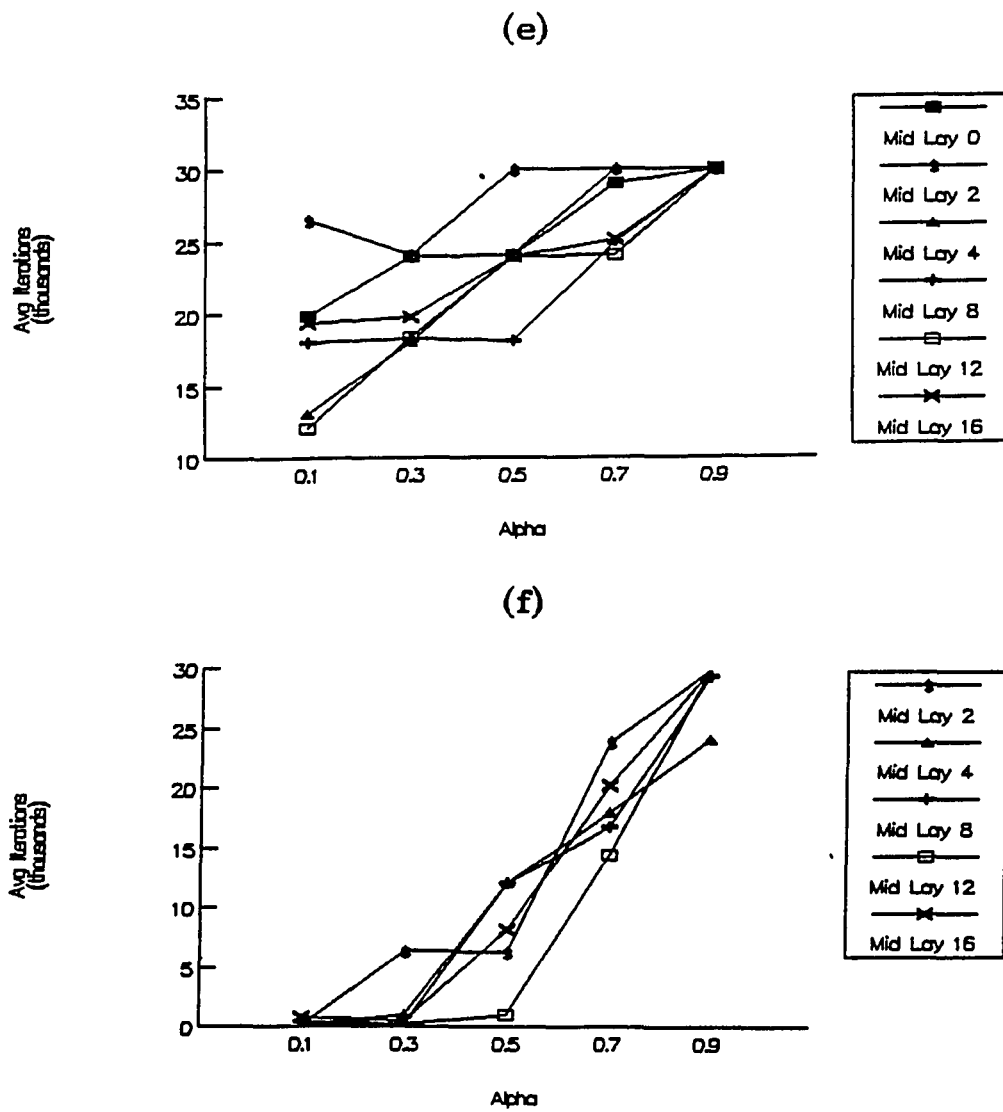 (e)
Avg Iterations
(thousands)
35
30
25
20
15
10
0.1 0.3 0.5 0.7 0.9
Alpha
Mid Lay 0
Mid Lay 2
Mid Lay 4
Mid Lay 8
Mid Lay 12
Mid Lay 16
(f)
Avg Iterations
(thousands)
30
25
20
15
10
5
0
0.1 0.3 0.5 0.7 0.9
Alpha
Mid Lay 2
Mid Lay 4
Mid Lay 8
Mid Lay 12
Mid Lay 16